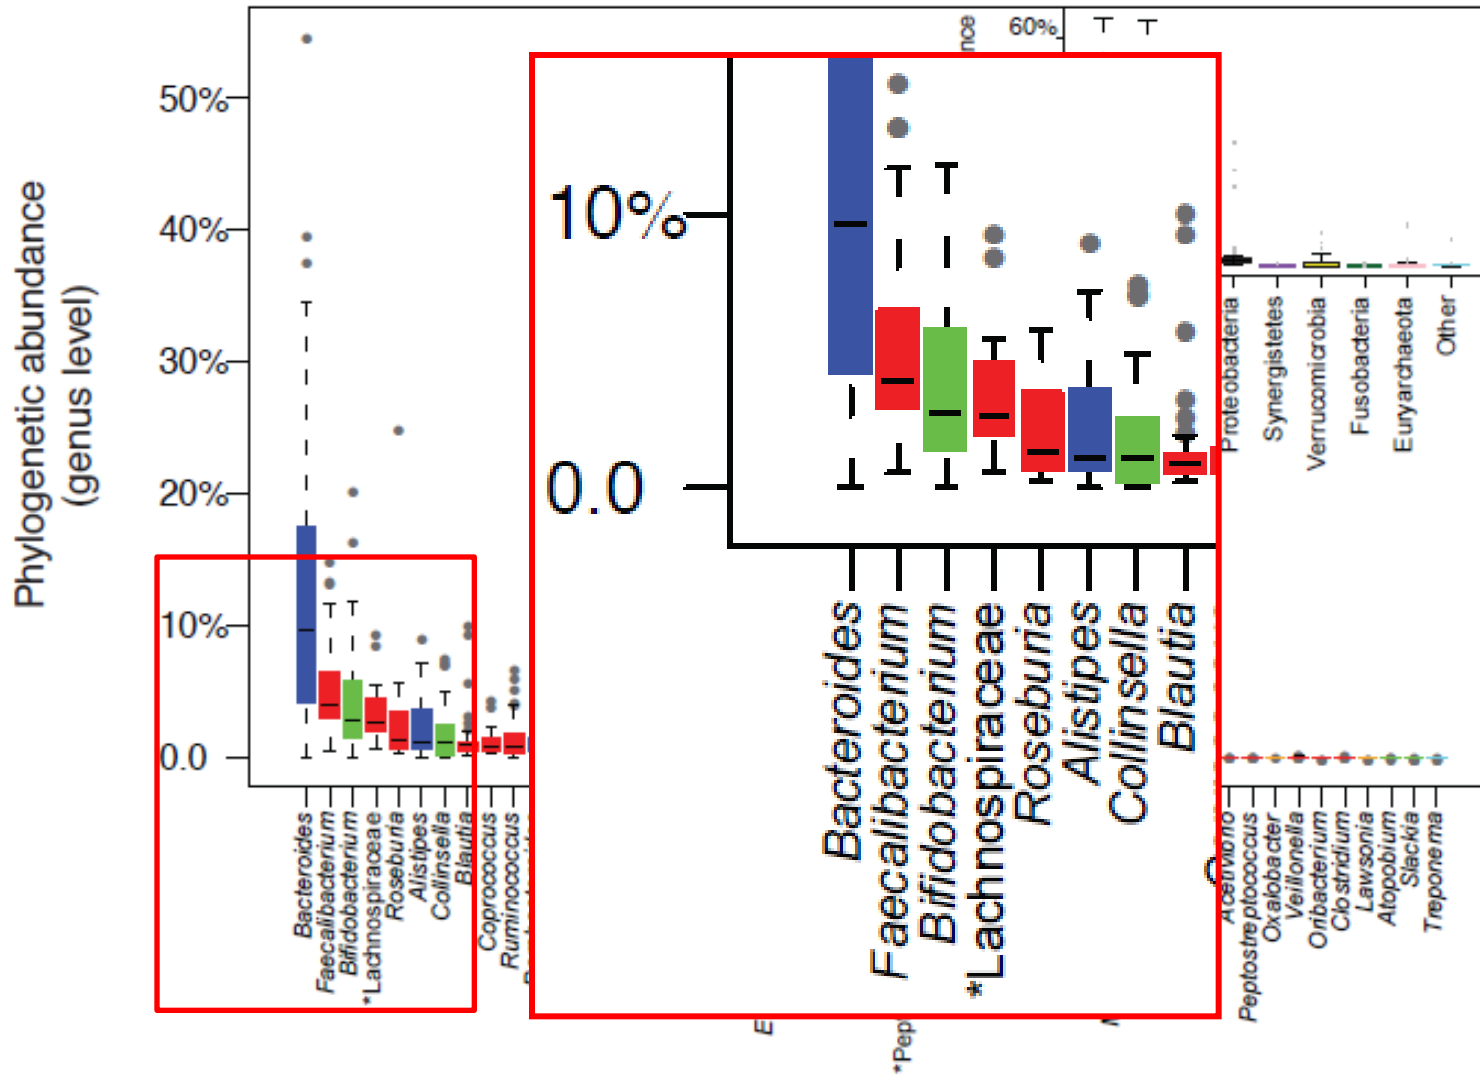 Phylogenetic abundance
(genus level)
50%
40%
30%
20%
10%
0.0
Bacteroides
Faecalibacterium
Bifidobacterium
*Lachnospiraceae
Roseburia
Alistipes
Collinsella
Blautia
Coprococcus
Ruminococcus
10%
0.0
Bacteroides
Faecalibacterium
Bifidobacterium
*Lachnospiraceae
Roseburia
Alistipes
Collinsella
Blautia
60%
Proteobacteria
Synergistetes
Verrucomicrobia
Fusobacteria
Euryarchaeota
Other
Acetivibrio
Peptostreptococcus
Oxalobacter
Veillonella
Oribacterium
Clostridium
Lawsonia
Atopobium
Slackia
Treponema
*Pep